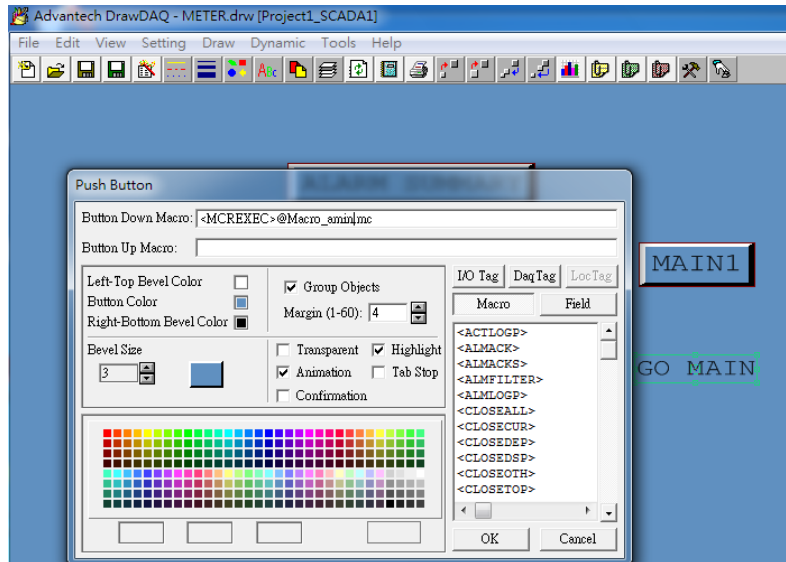 Advantech DrawDAQ - METER.drw [Project1_SCADA1]
File Edit View Setting Draw Dynamic Tools Help
ABc
ALARM SUMMARY
Push Button
Button Down Macro: <MCREXEC>@Macro_amin.mc
Button Up Macro:
Left-Top Bevel Color
Button Color
Right-Bottom Bevel Color
Group Objects
Margin (1-60): 4
Bevel Size
3
Transparent Highlight
Animation Tab Stop
Confirmation
I/O Tag DaqTag LocTag
Macro Field
<ACTLOGP>
<ALMACK>
<ALMACKS>
<ALMFILTER>
<ALMLOGP>
<CLOSEALL>
<CLOSECUR>
<CLOSEDEP>
<CLOSEDSP>
<CLOSEOTH>
<CLOSETOP>
OK Cancel
MAIN1
GO MAIN